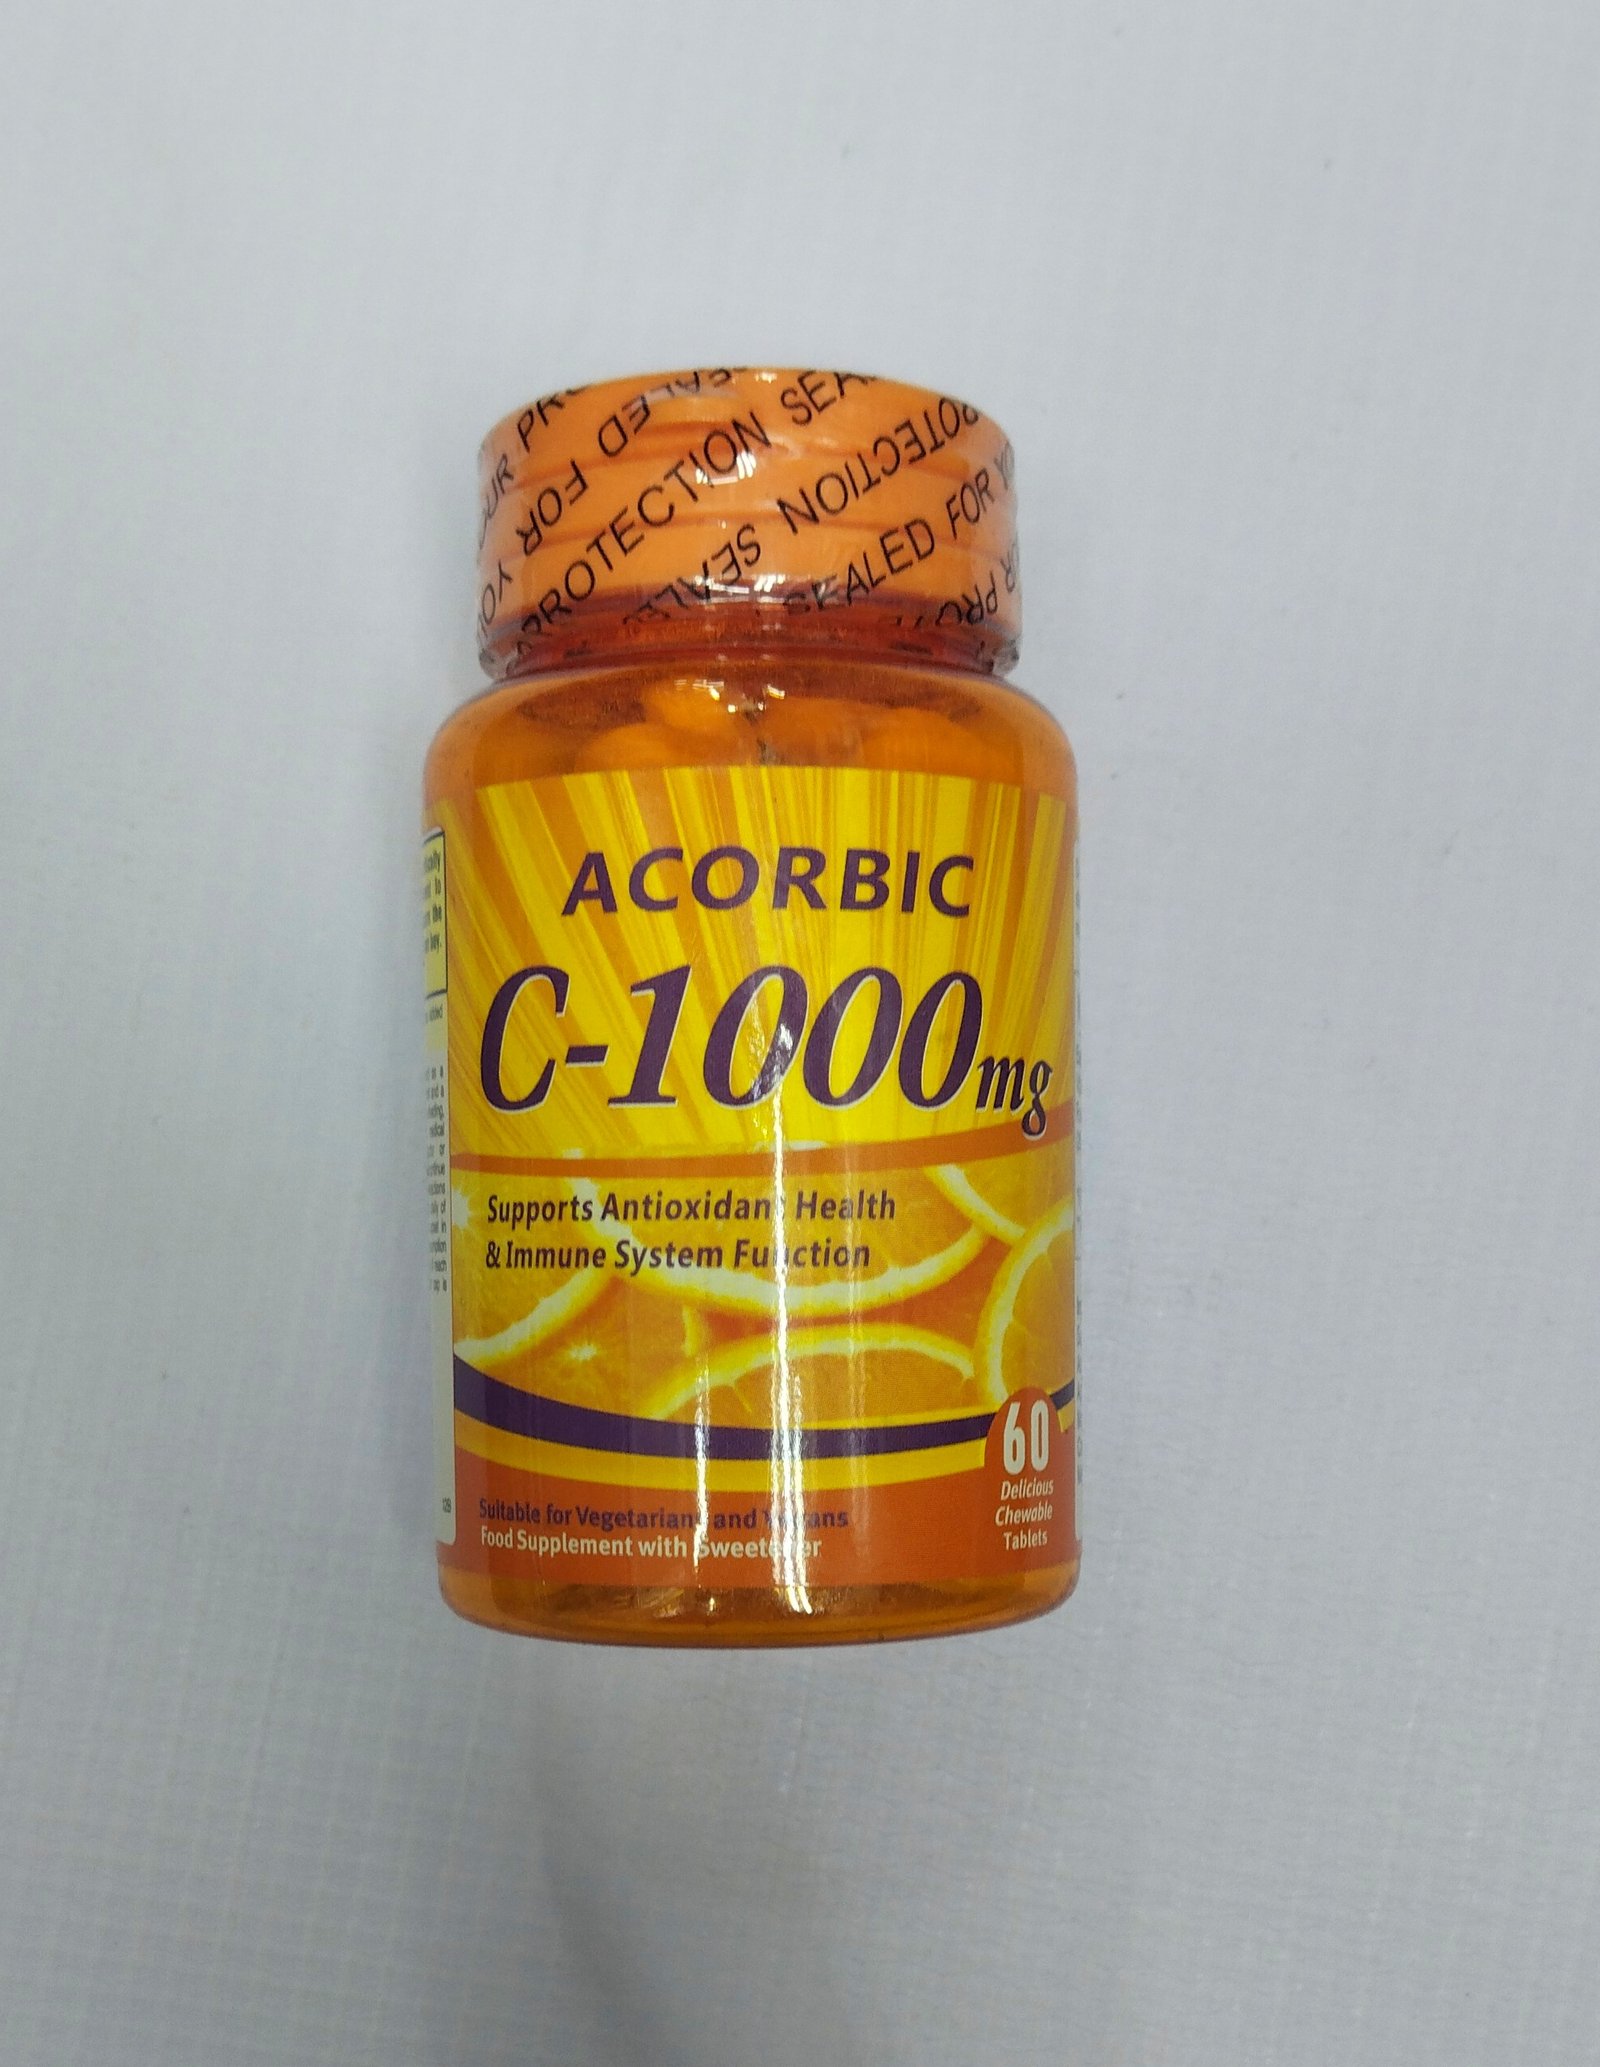 SEALED FOR YOUR PROTECTION
ACORBIC
C-1000mg
Supports Antioxidant Health
& Immune System Function
60
Delicious
Chewable
Tablets
Suitable for Vegetarians and Vegans
Food Supplement with Sweetener